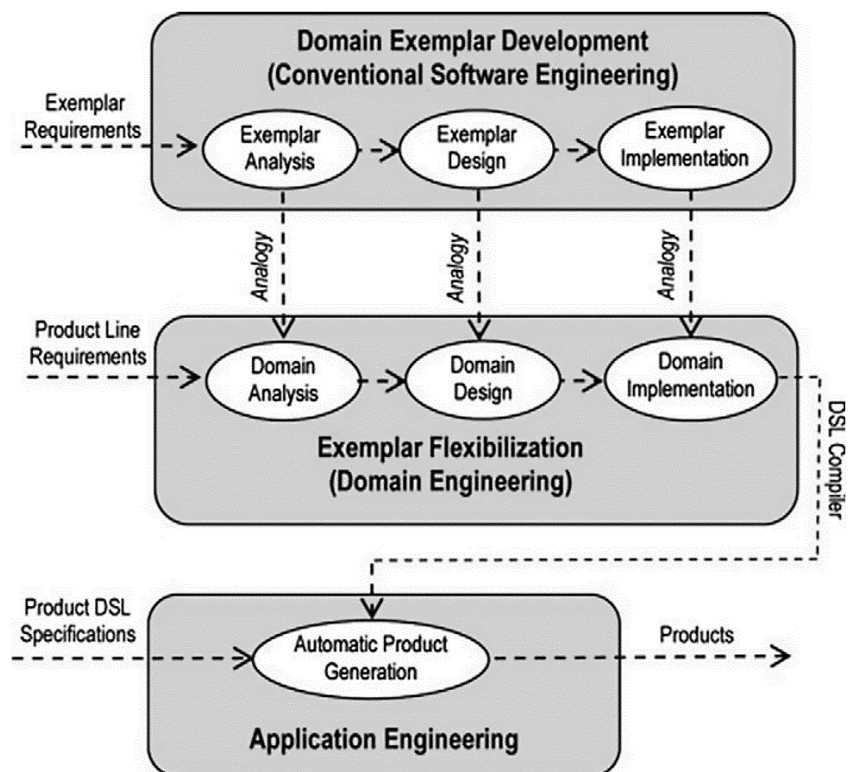 Domain Exemplar Development
(Conventional Software Engineering)
Exemplar
Requirements
Exemplar
Analysis
Exemplar
Design
Exemplar
Implementation
Analogy
Analogy
Analogy
Product Line
Requirements
Domain
Analysis
Domain
Design
Domain
Implementation
Exemplar Flexibilization
(Domain Engineering)
DSL Compiler
Product DSL
Specifications
Automatic Product
Generation
Products
Application Engineering